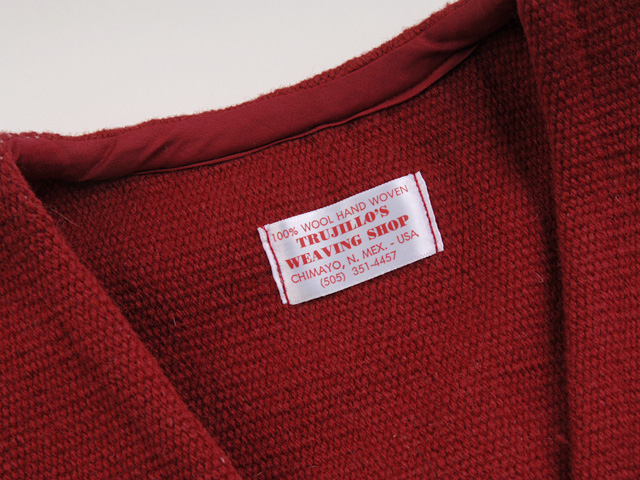 100% WOOL HAND WOVEN
TRUJILLO'S
WEAVING SHOP
CHIMAYO, N. MEX. - USA
(505) 351-4457